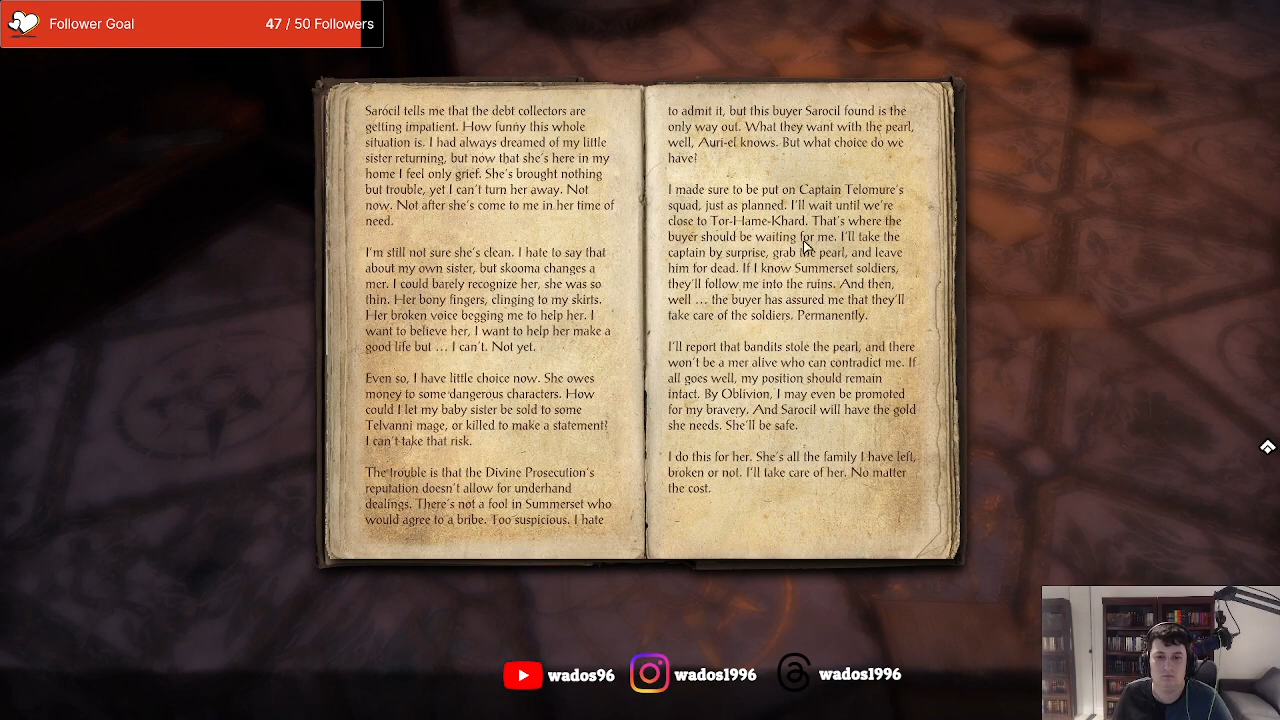 Follower Goal
47 / 50 Followers
Sarocil tells me that the debt collectors are
getting impatient. How funny this whole
situation is. I had always dreamed of my little
sister returning, but now that she's here in my
home I feel only grief. She's brought nothing
but trouble, yet I can't turn her away. Not
now. Not after she's come to me in her time of
need.
I'm still not sure she's clean. I hate to say that
about my own sister, but skooma changes a
mer. I could barely recognize her, she was so
thin. Her bony fingers, clinging to my skirts.
Her broken voice begging me to help her. I
want to believe her, I want to help her make a
good life but … I can't. Not yet.
Even so, I have little choice now. She owes
money to some dangerous characters. How
could I let my baby sister be sold to some
Telvanni mage, or killed to make a statement?
I can't take that risk.
The trouble is that the Divine Prosecution's
reputation doesn't allow for underhand
dealings. There's not a fool in Summerset who
would agree to a bribe. Too suspicious. I hate
to admit it, but this buyer Sarocil found is the
only way out. What they want with the pearl,
well, Auri-el knows. But what choice do we
have?
I made sure to be put on Captain Telomure's
squad, just as planned. I'll wait until we're
close to Tor-Hame-Khard. That's where the
buyer should be waiting for me. I'll take the
captain by surprise, grab the pearl, and leave
him for dead. If I know Summerset soldiers,
they'll follow me into the ruins. And then,
well … the buyer has assured me that they'll
take care of the soldiers. Permanently.
I'll report that bandits stole the pearl, and there
won't be a mer alive who can contradict me. If
all goes well, my position should remain
intact. By Oblivion, I may even be promoted
for my bravery. And Sarocil will have the gold
she needs. She'll be safe.
I do this for her. She's all the family I have left,
broken or not. I'll take care of her. No matter
the cost.
wados96
wados1996
wados1996